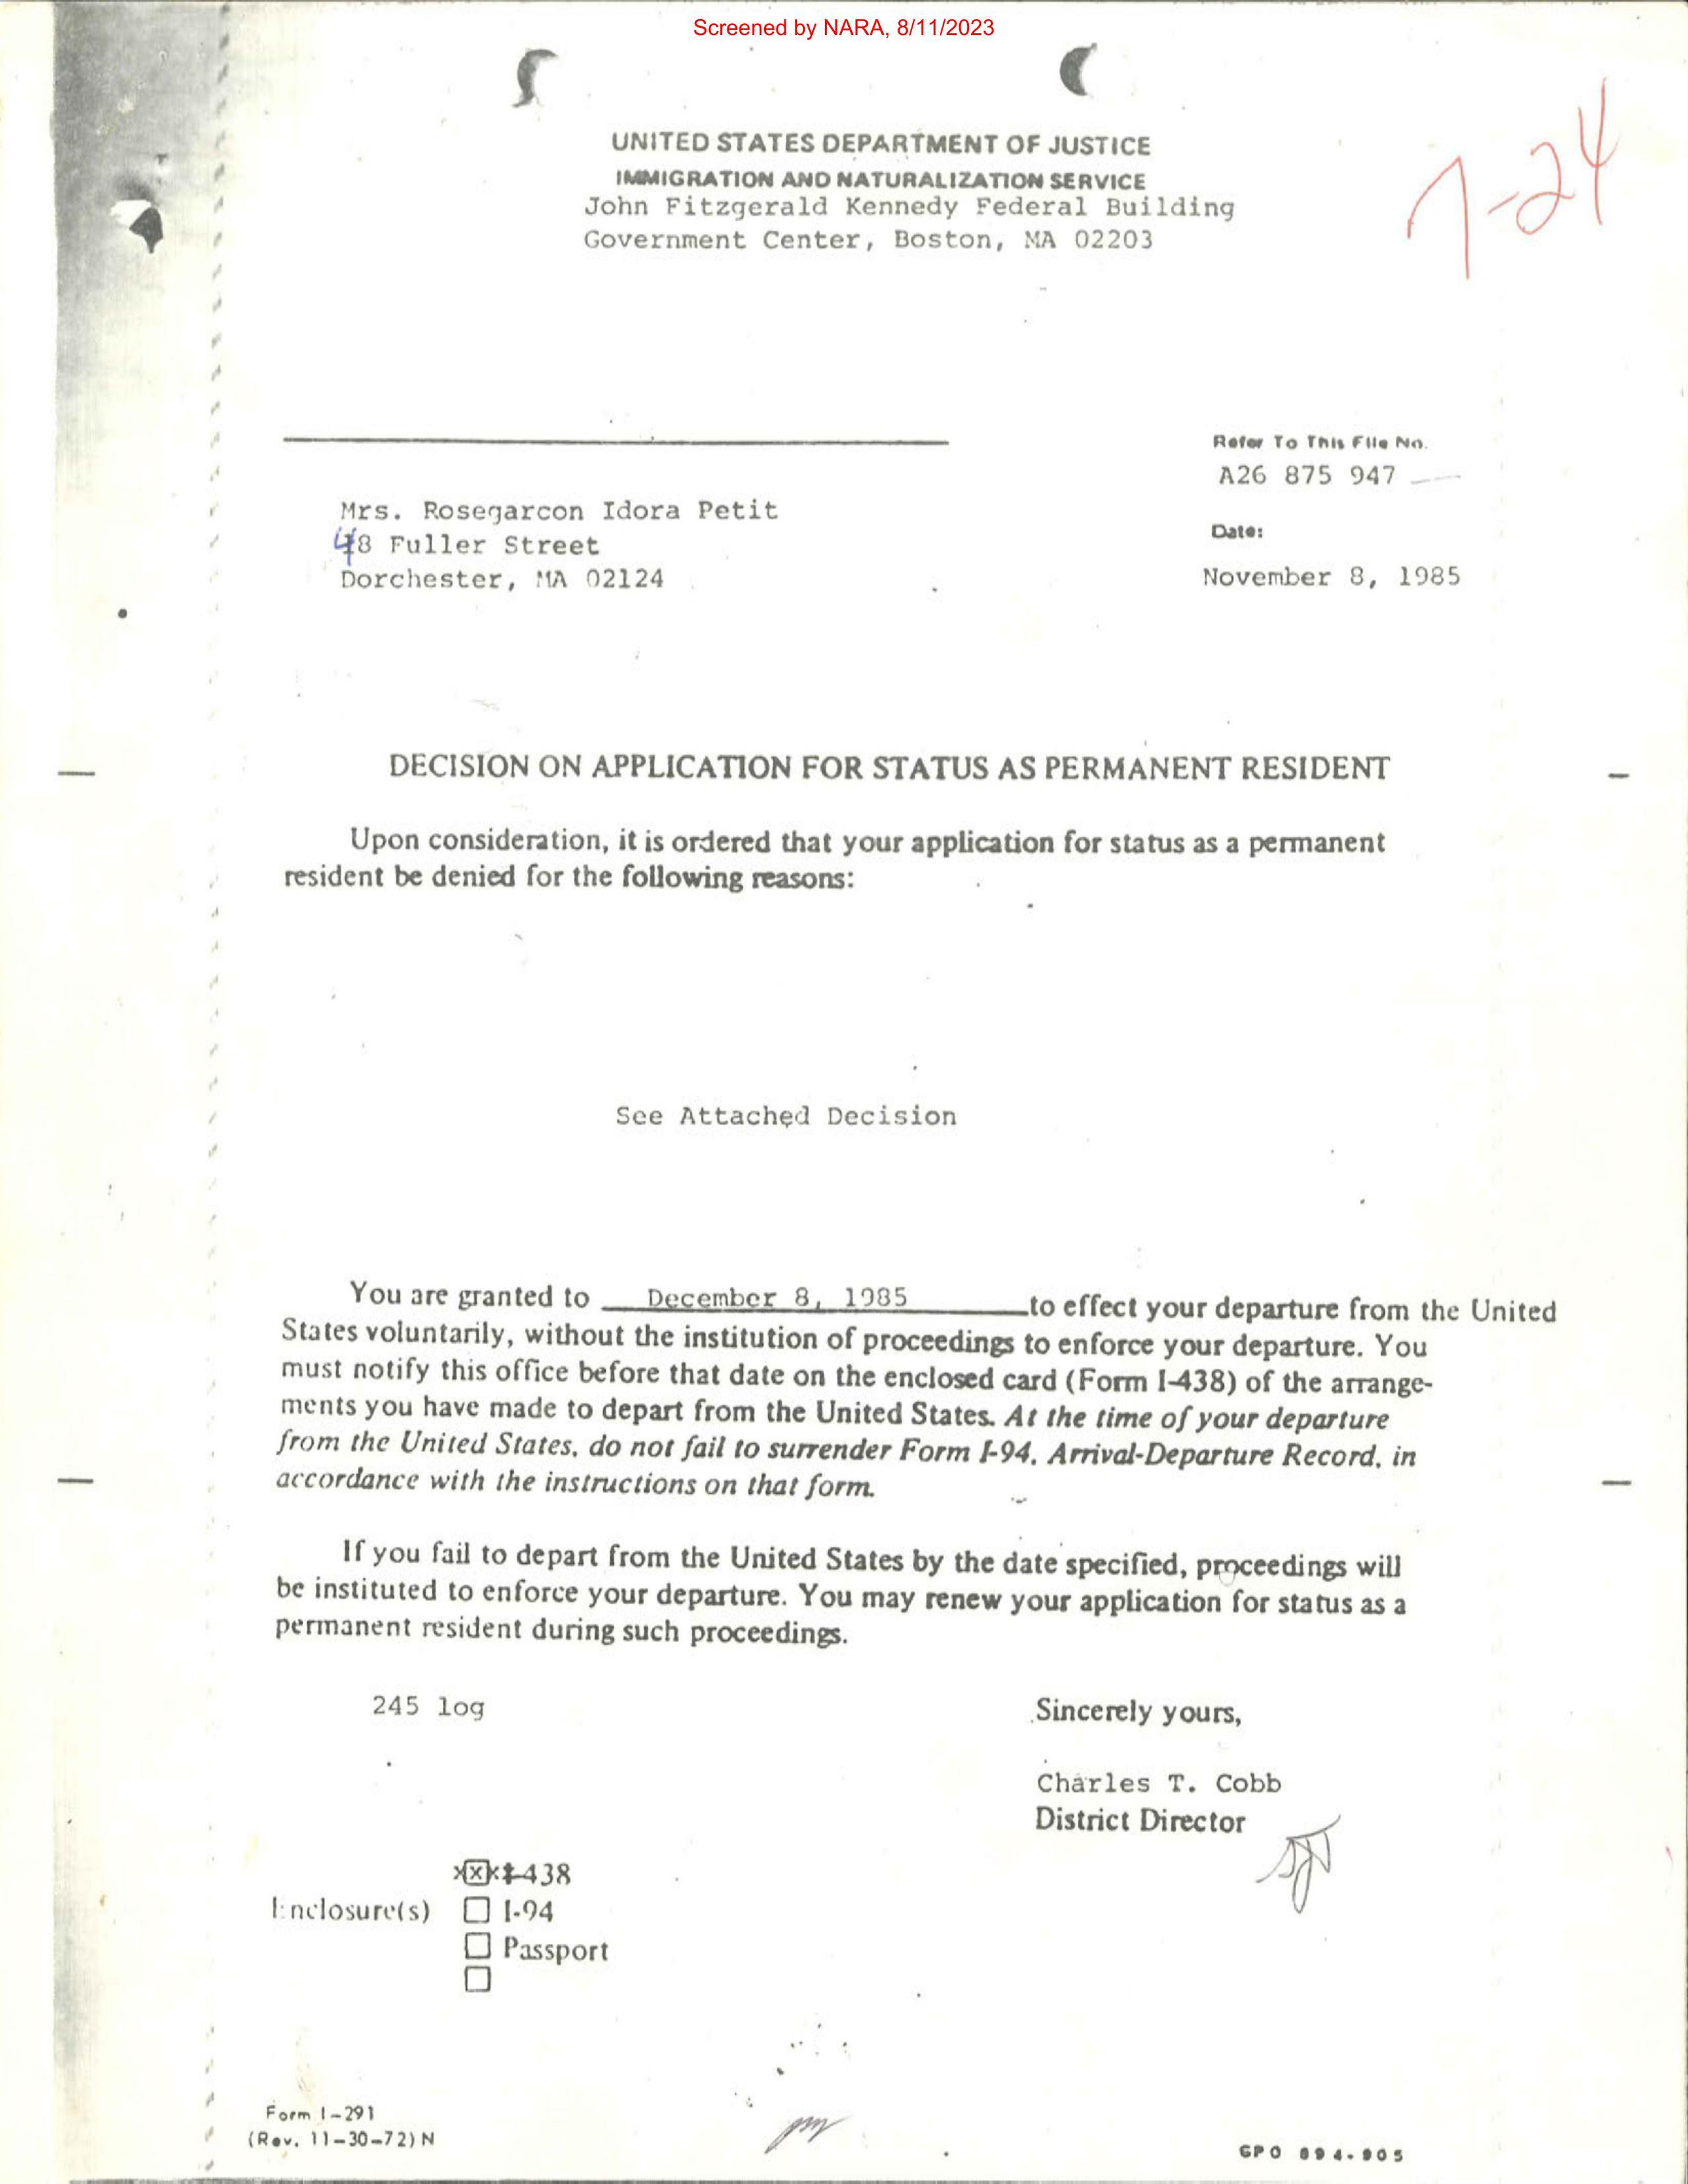 Screened by NARA, 8/11/2023
7-24
UNITED STATES DEPARTMENT OF JUSTICE
IMMIGRATION AND NATURALIZATION SERVICE
John Fitzgerald Kennedy Federal Building
Government Center, Boston, MA 02203
Refer To This File No.
A26 875 947
Mrs. Rosegarcon Idora Petit
48 Fuller Street
Dorchester, MA 02124
Date:
November 8, 1985
DECISION ON APPLICATION FOR STATUS AS PERMANENT RESIDENT
Upon consideration, it is ordered that your application for status as a permanent
resident be denied for the following reasons:
See Attached Decision
You are granted to December 8, 1985 to effect your departure from the United
States voluntarily, without the institution of proceedings to enforce your departure. You
must notify this office before that date on the enclosed card (Form I-438) of the arrange-
ments you have made to depart from the United States. At the time of your departure
from the United States, do not fail to surrender Form I-94, Arrival-Departure Record, in
accordance with the instructions on that form.
If you fail to depart from the United States by the date specified, proceedings will
be instituted to enforce your departure. You may renew your application for status as a
permanent resident during such proceedings.
245 log
Sincerely yours,
Charles T. Cobb
District Director
xxx I-438
Enclosure(s) I-94
Passport
Form I-291
(Rev. 11-30-72) N
GPO 894-905